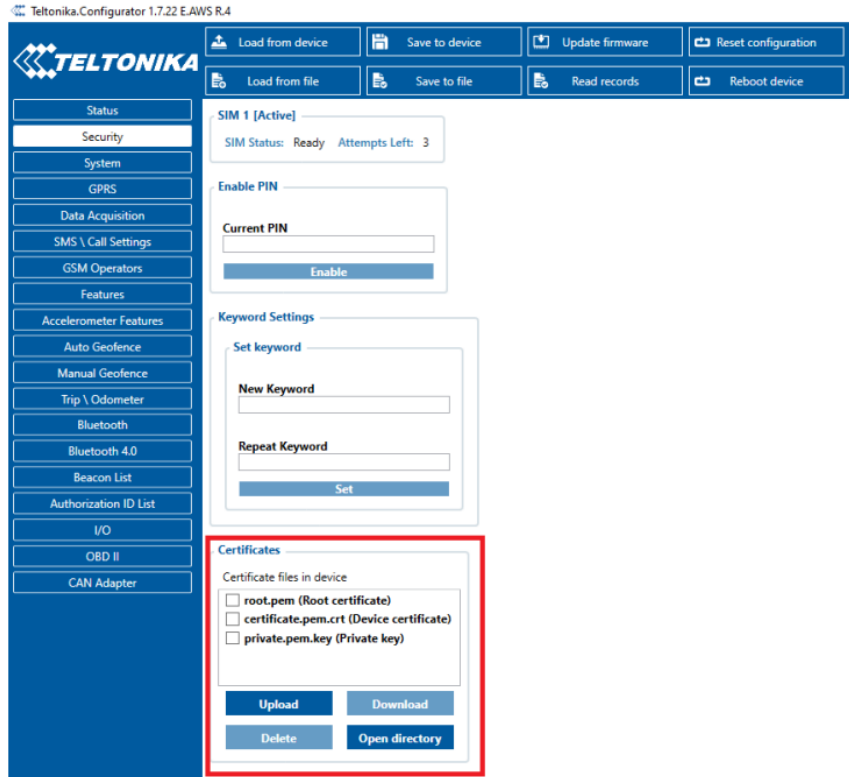 Teltonika.Configurator 1.7.22 E.AWS R.4
TELTONIKA
Load from device
Save to device
Update firmware
Reset configuration
Load from file
Save to file
Read records
Reboot device
Status
Security
System
GPRS
Data Acquisition
SMS \ Call Settings
GSM Operators
Features
Accelerometer Features
Auto Geofence
Manual Geofence
Trip \ Odometer
Bluetooth
Bluetooth 4.0
Beacon List
Authorization ID List
I/O
OBD II
CAN Adapter
SIM 1 [Active]
SIM Status: Ready Attempts Left: 3
Enable PIN
Current PIN
Enable
Keyword Settings
Set keyword
New Keyword
Repeat Keyword
Set
Certificates
Certificate files in device
root.pem (Root certificate)
certificate.pem.crt (Device certificate)
private.pem.key (Private key)
Upload
Download
Delete
Open directory